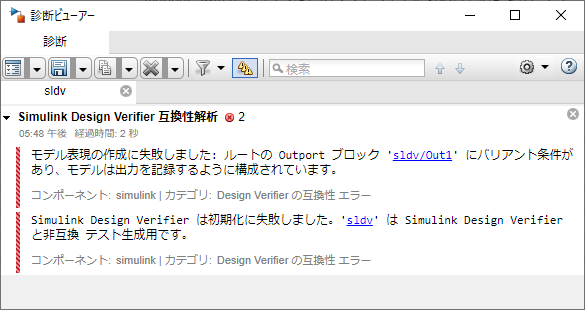 診断ビューアー
診断
検索
sldv
Simulink Design Verifier 互換性解析 2
05:48 午後 経過時間: 2 秒
モデル表現の作成に失敗しました: ルートの Outport ブロック 'sldv/Out1' にバリアント条件が
あり、モデルは出力を記録するように構成されています。
コンポーネント: simulink | カテゴリ: Design Verifier の互換性 エラー
Simulink Design Verifier は初期化に失敗しました。'sldv' は Simulink Design Verifier
と非互換 テスト生成用です。
コンポーネント: simulink | カテゴリ: Design Verifier の互換性 エラー